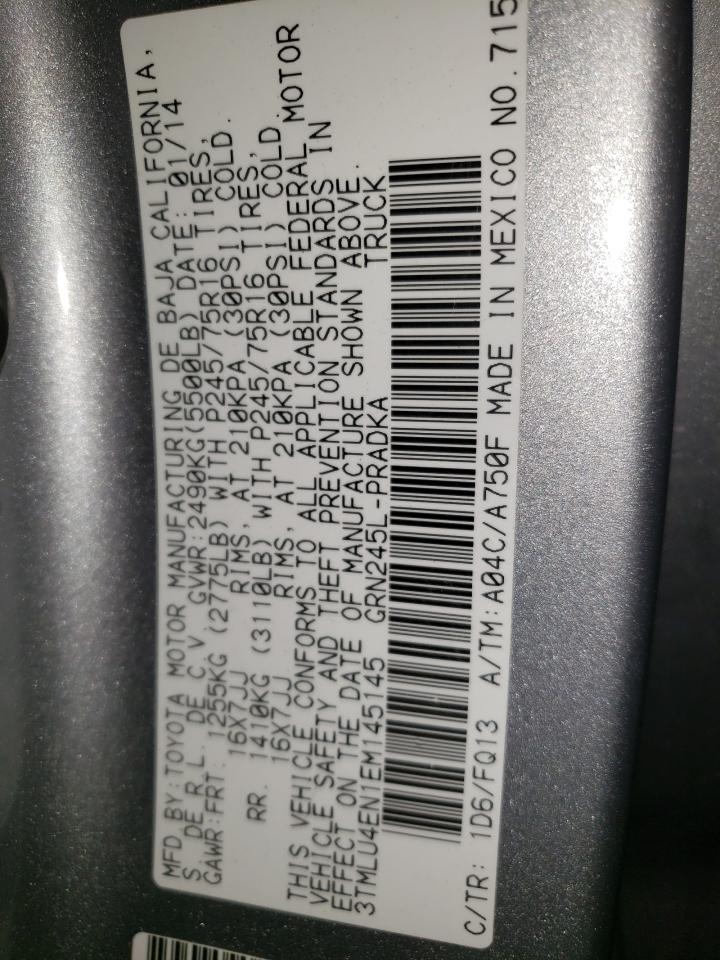 MFD BY:TOYOTA MOTOR MANUFACTURING DE BAJA CALIFORNIA,
S. DE R.L. DE C.V GVWR:2490KG(5500LB) DATE: 01/14
GAWR:FRT. 1255KG (2775LB) WITH P245/75R16 TIRES,
16X7JJ RIMS, AT 210KPA (30PSI) COLD.
RR. 1410KG (3110LB) WITH P245/75R16 TIRES,
16X7JJ RIMS, AT 210KPA (30PSI) COLD.
THIS VEHICLE CONFORMS TO ALL APPLICABLE FEDERAL MOTOR
VEHICLE SAFETY AND THEFT PREVENTION STANDARDS IN
EFFECT ON THE DATE OF MANUFACTURE SHOWN ABOVE.
3TMLU4EN1EM145145 GRN245L-PRADKA TRUCK
C/TR: 1D6/FQ13 A/TM:A04C/A750F MADE IN MEXICO NO.715